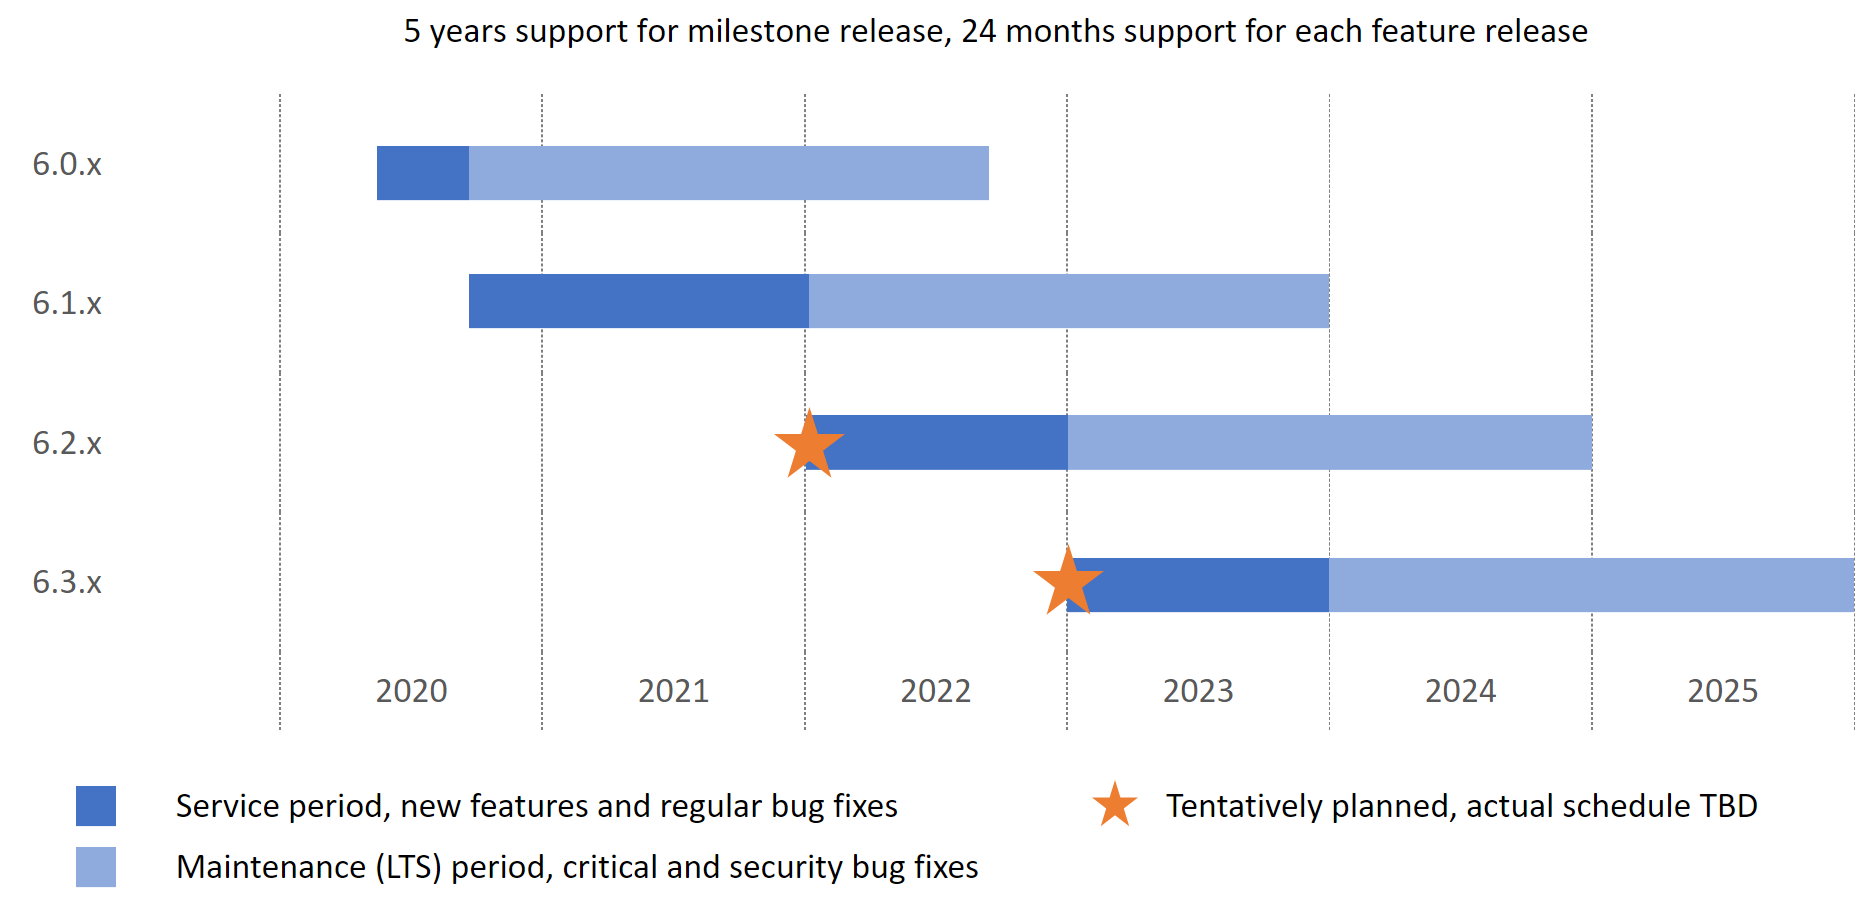 5 years support for milestone release, 24 months support for each feature release
6.0.x
6.1.x
6.2.x
6.3.x
2020 2021 2022 2023 2024 2025
Service period, new features and regular bug fixes
Tentatively planned, actual schedule TBD
Maintenance (LTS) period, critical and security bug fixes